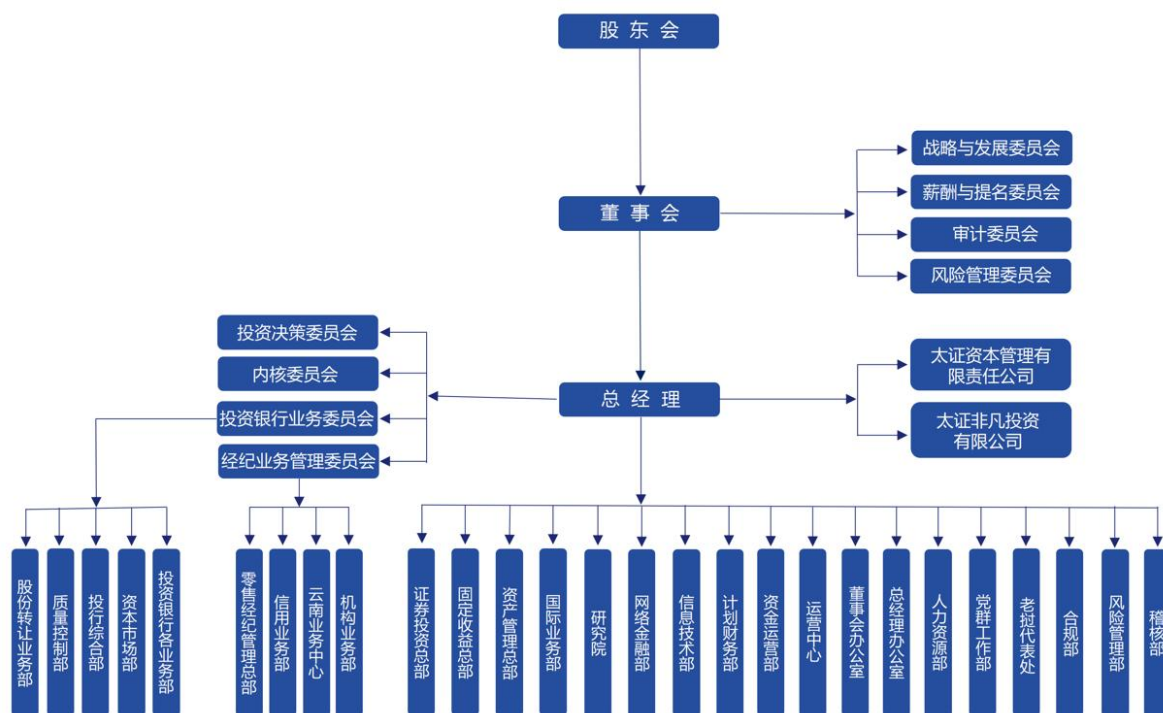 股东会
战略与发展委员会
薪酬与提名委员会
董事会
审计委员会
风险管理委员会
投资决策委员会
太证资本管理有
限责任公司
内核委员会
总经理
投资银行业务委员会
太证非凡投资
有限公司
经纪业务管理委员会
股份转让业务部
质量控制部
投行综合部
资本市场部
投资银行各业务部
零售经纪管理总部
信用业务部
云南业务中心
机构业务部
证券投资总部
固定收益总部
资产管理总部
国际业务部
研究院
网络金融部
信息技术部
计划财务部
资金运营部
运营中心
董事会办公室
总经理办公室
人力资源部
党群工作部
老挝代表处
合规部
风险管理部
稽核部